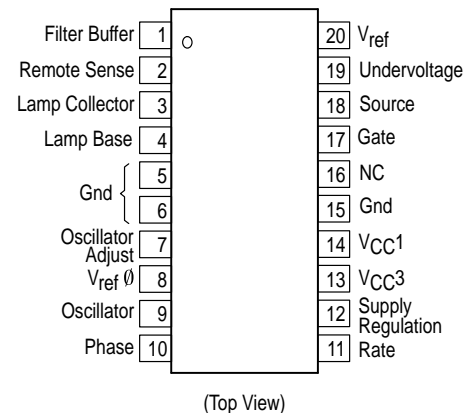 Filter Buffer 1
Remote Sense 2
Lamp Collector 3
Lamp Base 4
Gnd
5
6
Oscillator
Adjust 7
Vref 0 8
Oscillator 9
Phase 10
20 Vref
19 Undervoltage
18 Source
17 Gate
16 NC
15 Gnd
14 VCC1
13 VCC3
12 Supply
Regulation
11 Rate
(Top View)